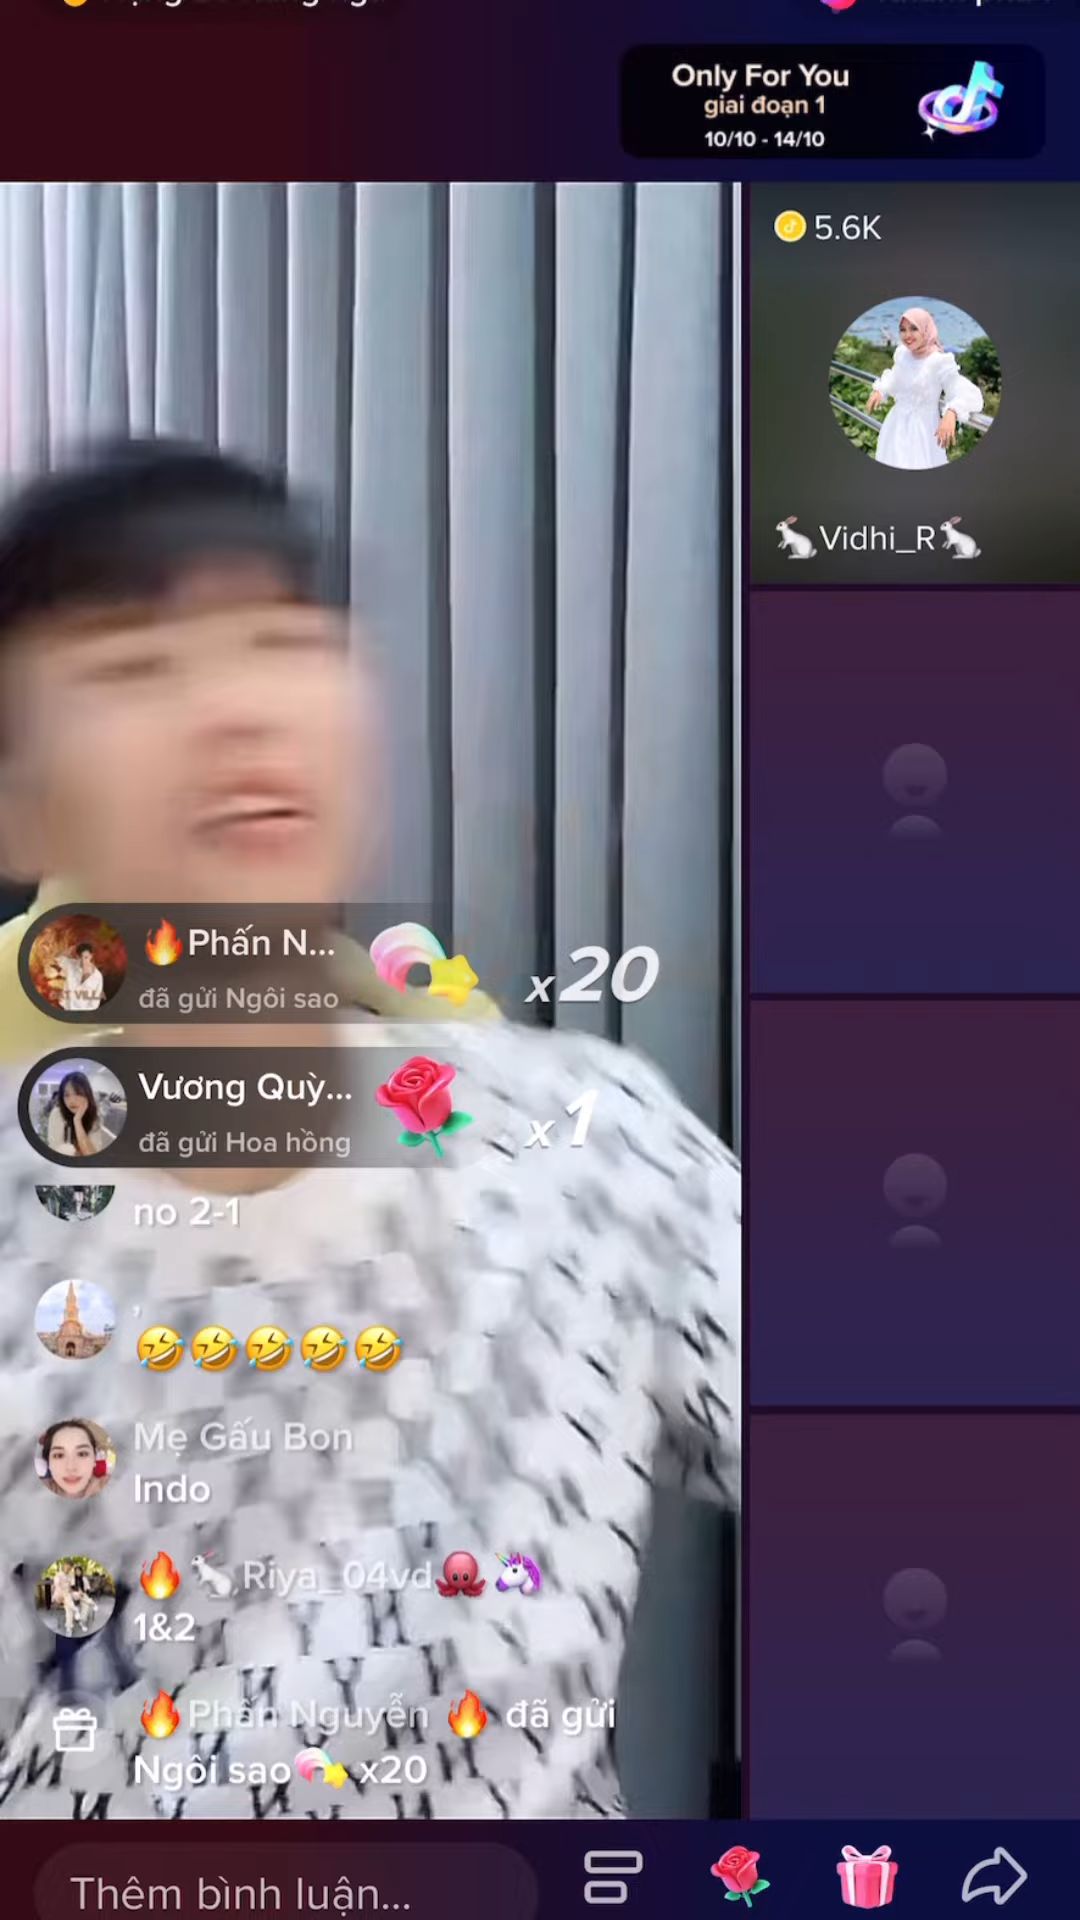 Only For You
giai đoạn 1
10/10 - 14/10
5.6K
🐇Vidhi_R🐇
🔥Phấn N...
đã gửi Ngôi sao
x20
Vương Quỳ...
đã gửi Hoa hồng
x1
no 2-1
,
🤣🤣🤣🤣🤣
Mẹ Gấu Bon
Indo
🔥🐇Riya_04vd🐙🦄
1&2
🔥Phấn Nguyễn 🔥 đã gửi
Ngôi sao x20
Thêm bình luận...